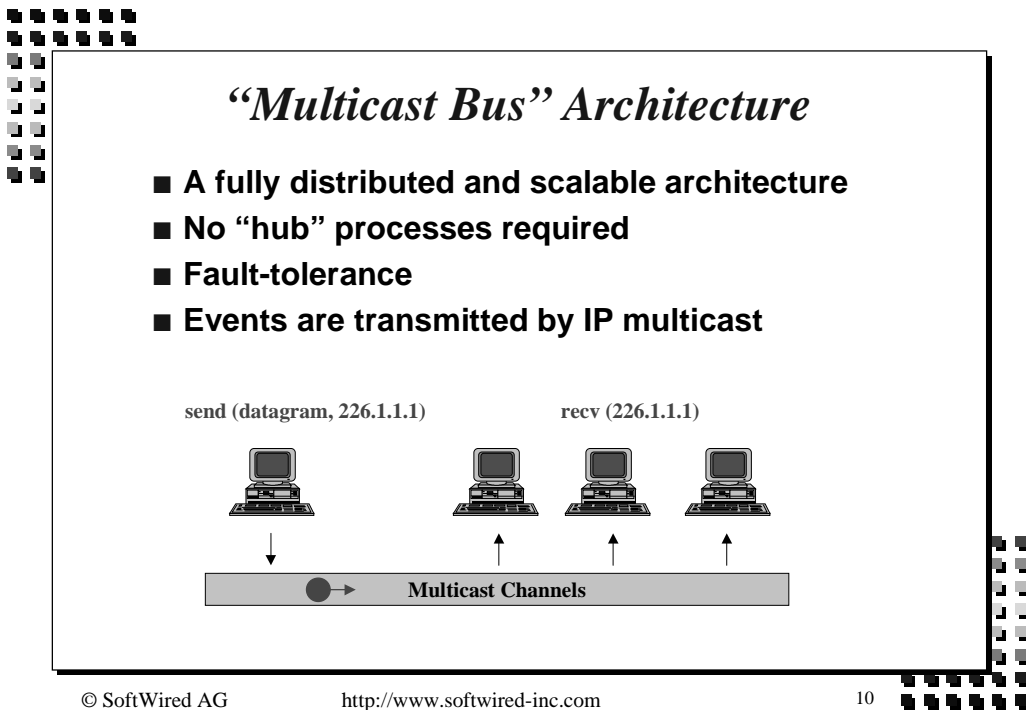 “Multicast Bus” Architecture
■ A fully distributed and scalable architecture
■ No “hub” processes required
■ Fault-tolerance
■ Events are transmitted by IP multicast
send (datagram, 226.1.1.1) recv (226.1.1.1)
Multicast Channels
© SoftWired AG http://www.softwired-inc.com 10